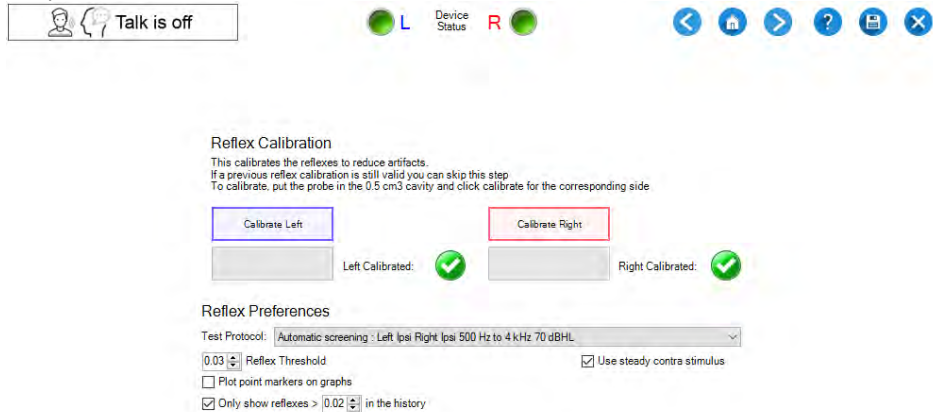 Talk is off
L
Device
Status
R
?
Reflex Calibration
This calibrates the reflexes to reduce artifacts.
If a previous reflex calibration is still valid you can skip this step
To calibrate, put the probe in the 0.5 cm3 cavity and click calibrate for the corresponding side
Calibrate Left
Calibrate Right
Left Calibrated:
Right Calibrated:
Reflex Preferences
Test Protocol: Automatic screening : Left Ipsi Right Ipsi 500 Hz to 4 kHz 70 dBHL
0.03 Reflex Threshold
Use steady contra stimulus
Plot point markers on graphs
Only show reflexes > 0.02 in the history